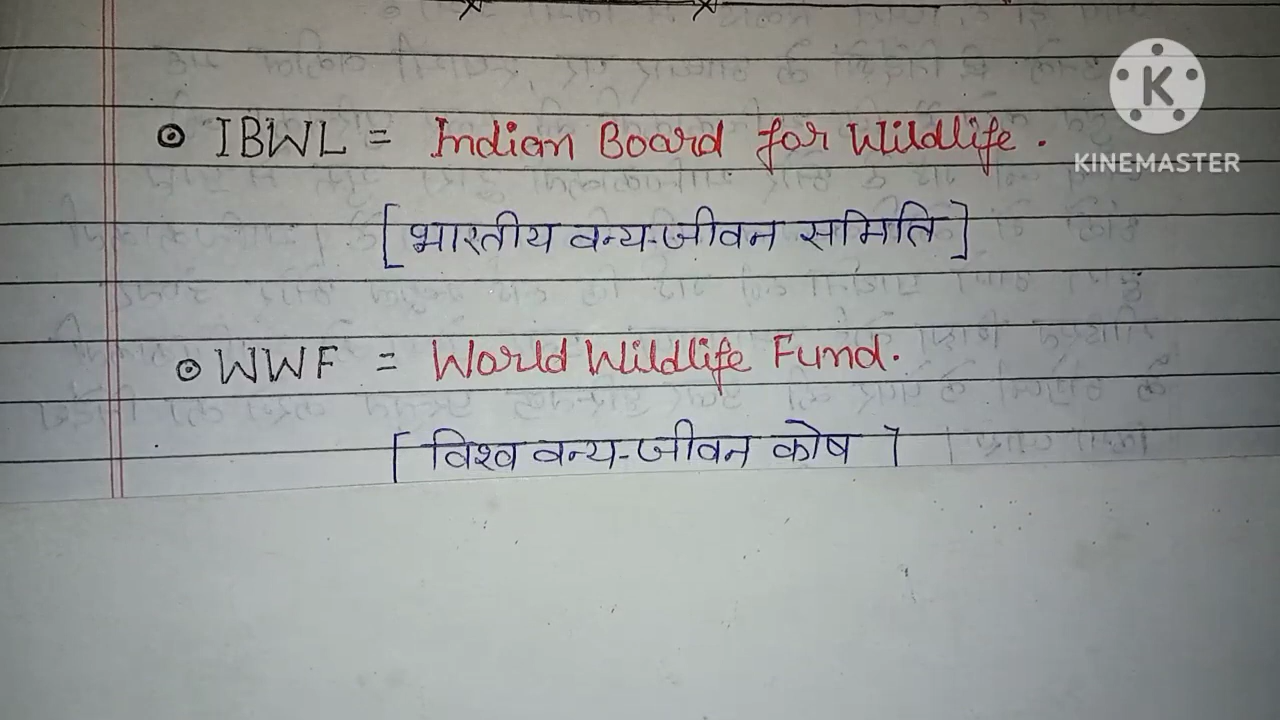 ⊙ IBWL = Indian Board for Wildlife.
[भारतीय वन्य-जीवन समिति]
⊙ WWF = World Wildlife Fund.
[विश्व वन्य-जीवन कोष]
K
KINEMASTER